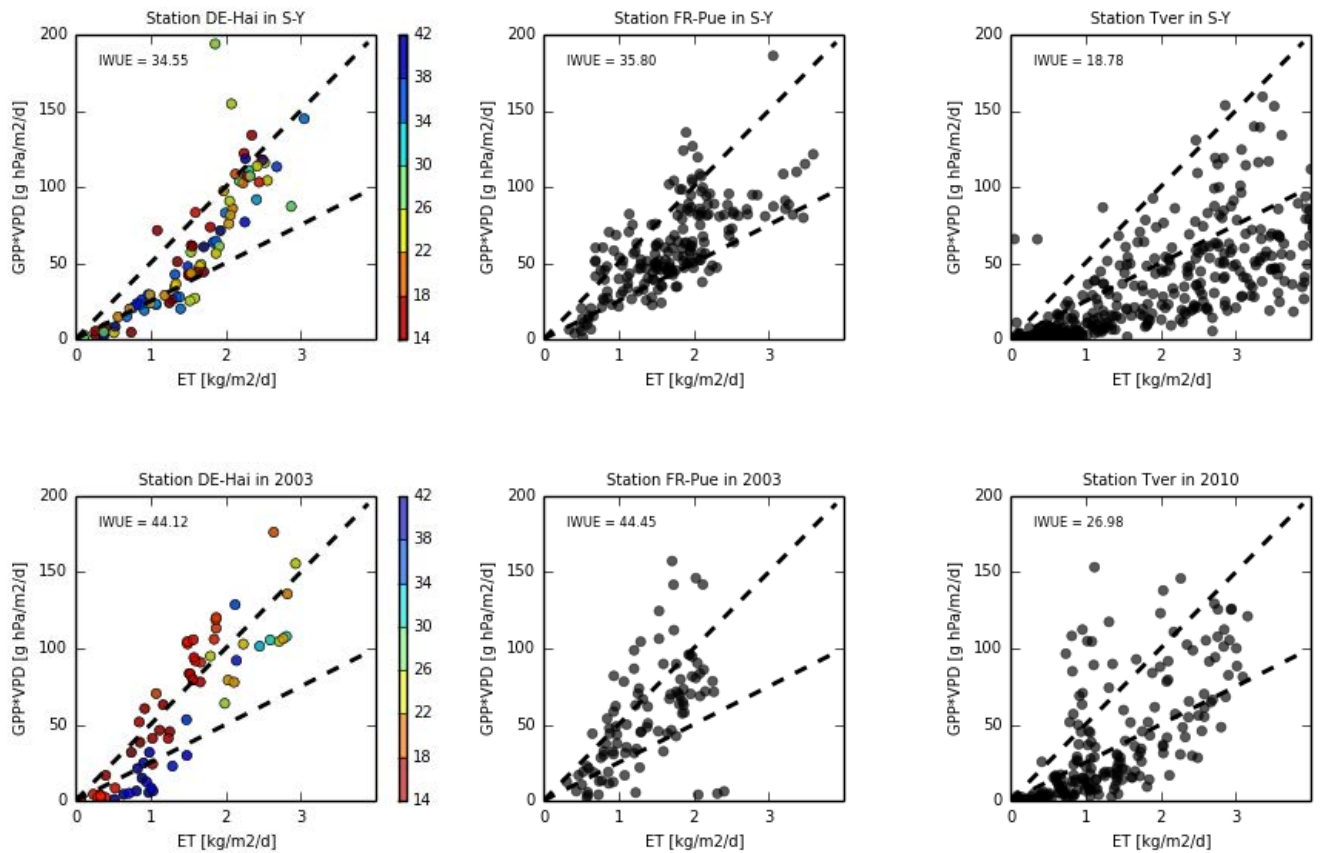 Station DE-Hai in S-Y
Station FR-Pue in S-Y
Station Tver in S-Y
200
150
100
50
0
GPP*VPD [g hPa/m2/d]
IWUE = 34.55
0 1 2 3
ET [kg/m2/d]
42
38
34
30
26
22
18
14
200
150
100
50
0
GPP*VPD [g hPa/m2/d]
IWUE = 35.80
0 1 2 3
ET [kg/m2/d]
200
150
100
50
0
GPP*VPD [g hPa/m2/d]
IWUE = 18.78
0 1 2 3
ET [kg/m2/d]
Station DE-Hai in 2003
Station FR-Pue in 2003
Station Tver in 2010
200
150
100
50
0
GPP*VPD [g hPa/m2/d]
IWUE = 44.12
0 1 2 3
ET [kg/m2/d]
42
38
34
30
26
22
18
14
200
150
100
50
0
GPP*VPD [g hPa/m2/d]
IWUE = 44.45
0 1 2 3
ET [kg/m2/d]
200
150
100
50
0
GPP*VPD [g hPa/m2/d]
IWUE = 26.98
0 1 2 3
ET [kg/m2/d]